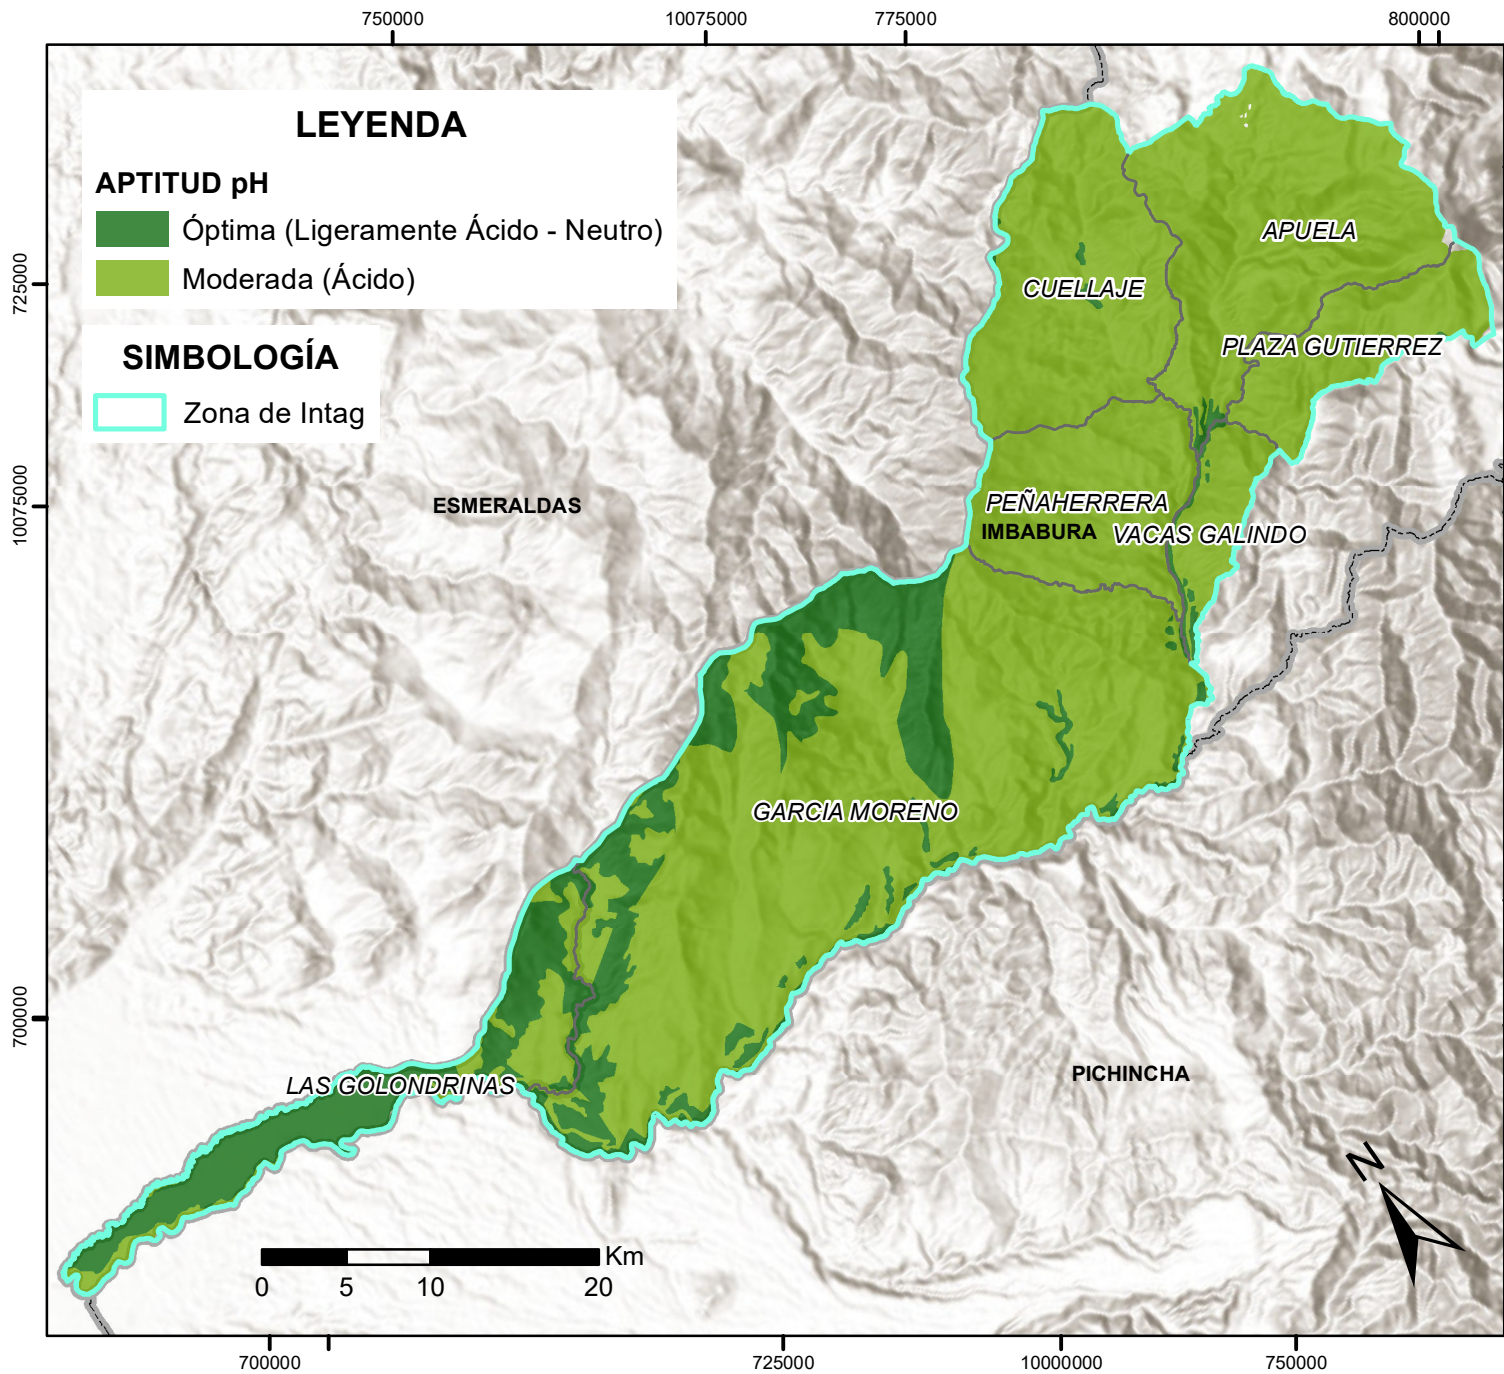 750000
10075000
775000
800000
LEYENDA
APTITUD pH
Óptima (Ligeramente Ácido - Neutro)
Moderada (Ácido)
SIMBOLOGÍA
Zona de Intag
725000
10075000
700000
APUELA
CUELLAJE
PLAZA GUTIERREZ
ESMERALDAS
PEÑAHERRERA
IMBABURA
VACAS GALINDO
GARCIA MORENO
PICHINCHA
LAS GOLONDRINAS
N
Km
0 5 10 20
700000
725000
10000000
750000